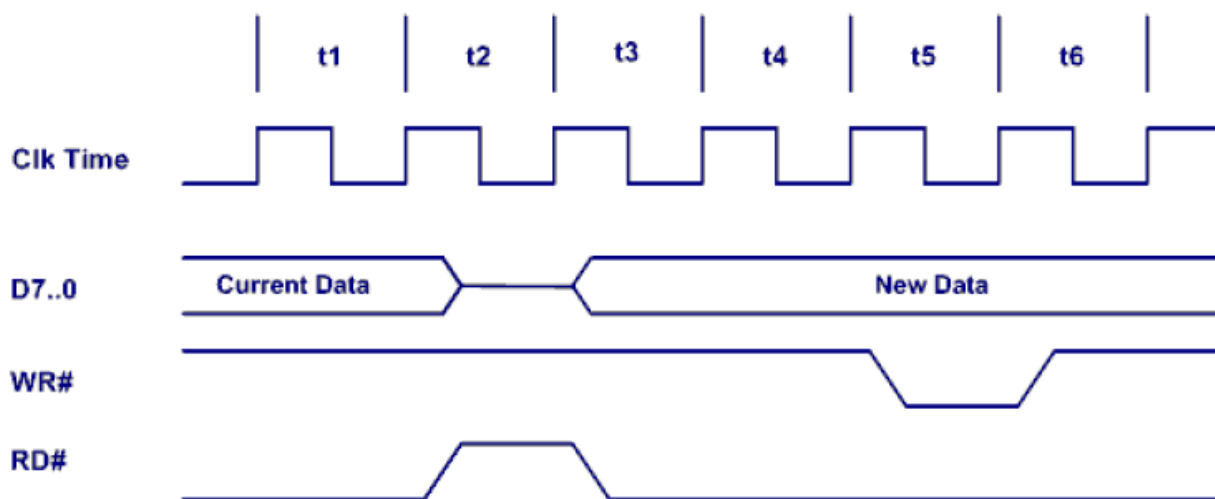 t1 t2 t3 t4 t5 t6
Clk Time
D7..0 Current Data New Data
WR#
RD#